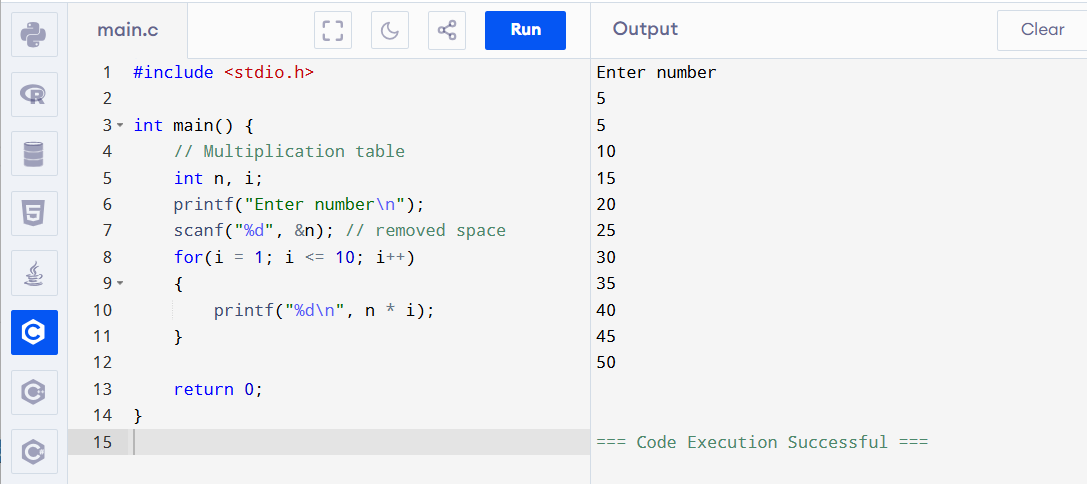 main.c
Run
Output
Clear
1 #include <stdio.h>
2
3 int main() {
4 // Multiplication table
5 int n, i;
6 printf("Enter number\n");
7 scanf("%d", &n); // removed space
8 for(i = 1; i <= 10; i++)
9 {
10 printf("%d\n", n * i);
11 }
12
13 return 0;
14 }
15
Enter number
5
5
10
15
20
25
30
35
40
45
50
=== Code Execution Successful ===